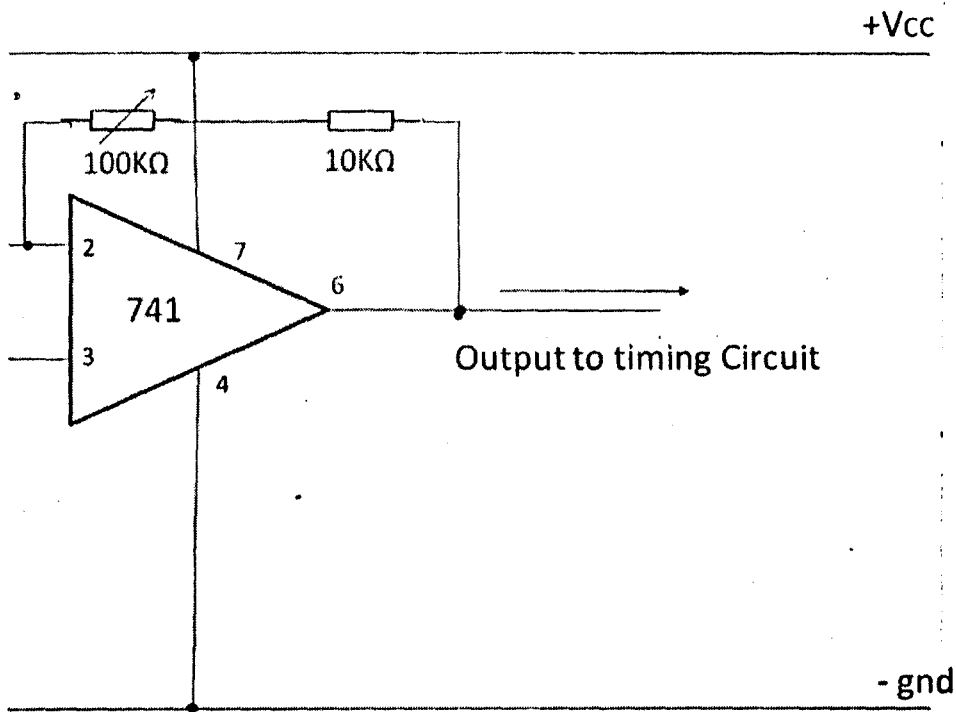 +Vcc
100KΩ
10KΩ
2
7
6
741
3
4
Output to timing Circuit
- gnd